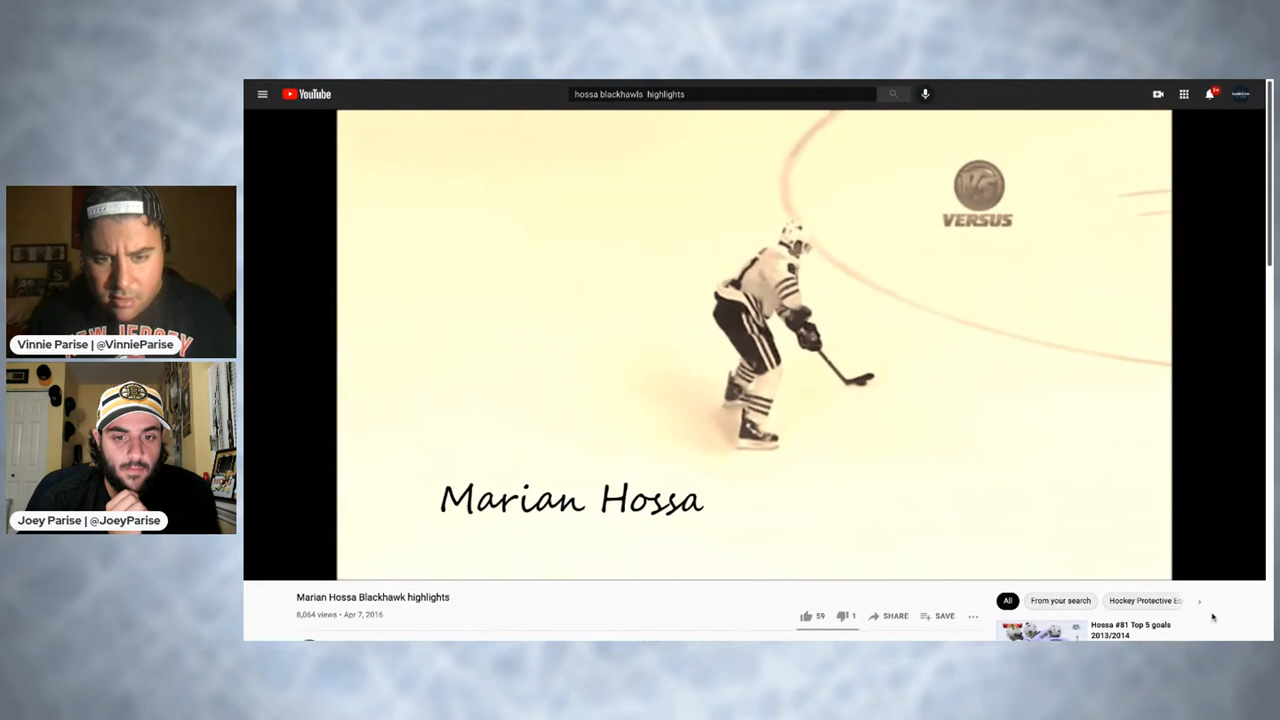 YouTube
hossa blackhawls highlights
9+
VS
VERSUS
NEW JERSEY
Vinnie Parise | @VinnieParise
Joey Parise | @JoeyParise
Marian Hossa
Marian Hossa Blackhawk highlights
8,064 views • Apr 7, 2016
59
1
SHARE
SAVE
All
From your search
Hockey Protective Eq
Hossa #81 Top 5 goals
2013/2014